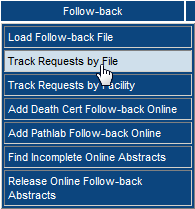 Follow-back
Load Follow-back File
Track Requests by File
Track Requests by Facility
Add Death Cert Follow-back Online
Add Pathlab Follow-back Online
Find Incomplete Online Abstracts
Release Online Follow-back
Abstracts